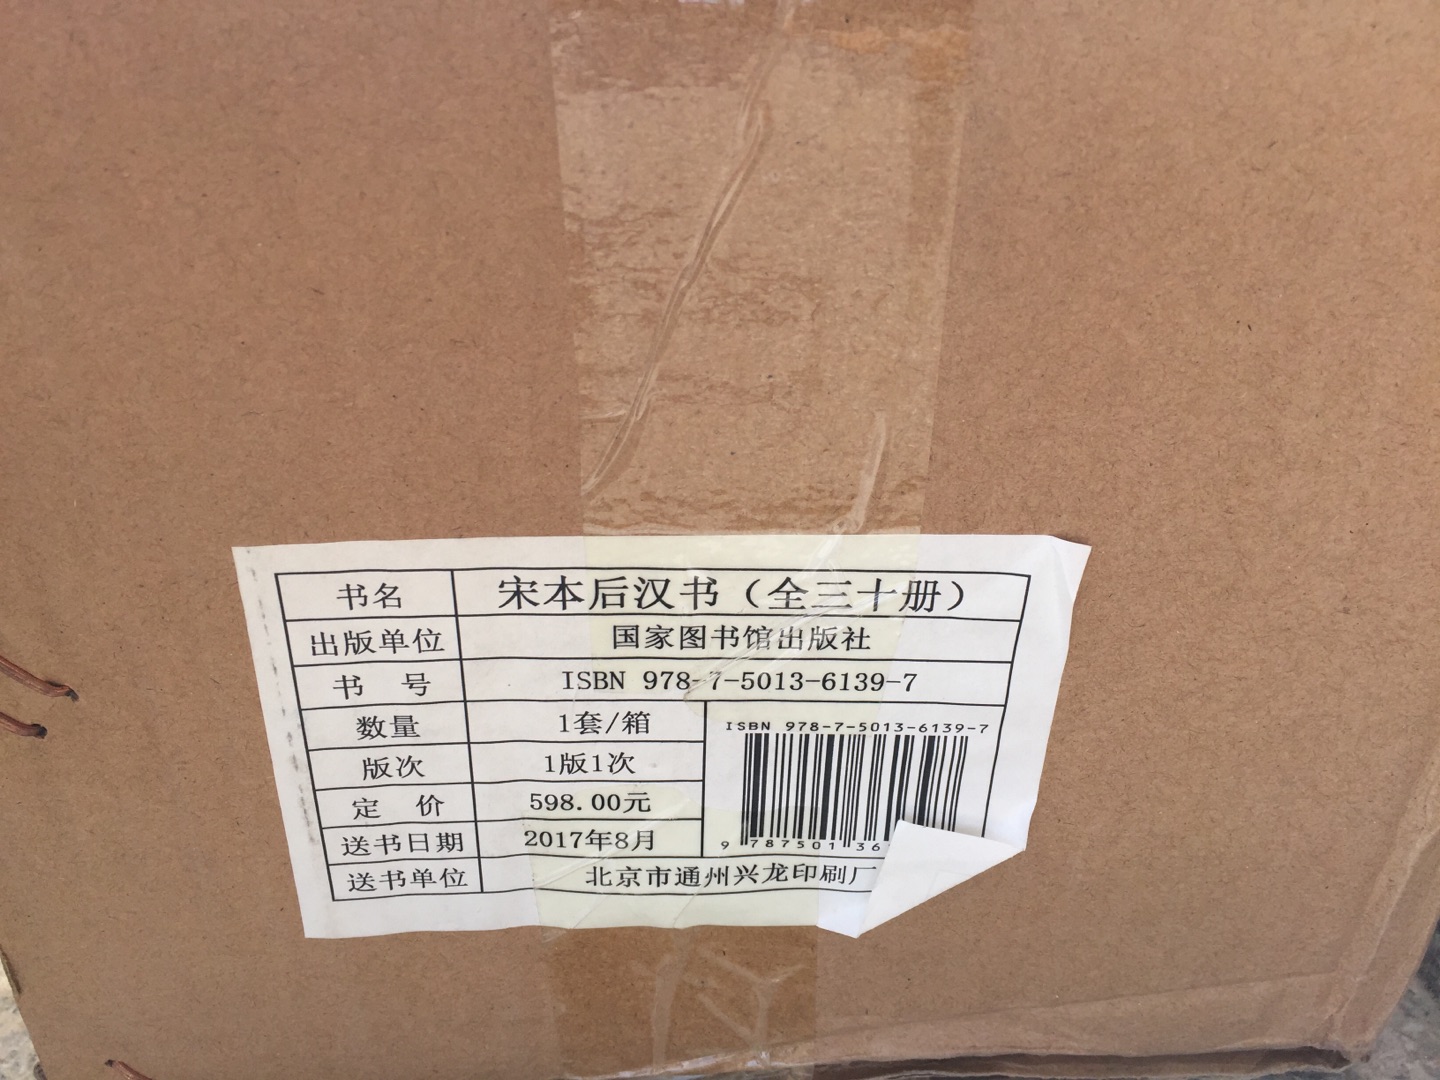 书名 宋本后汉书（全三十册）
出版单位 国家图书馆出版社
书 号 ISBN 978-7-5013-6139-7
数量 1套/箱
ISBN 978-7-5013-6139-7
版次 1版1次
定 价 598.00元
送书日期 2017年8月
9 787501 36
送书单位 北京市通州兴龙印刷厂